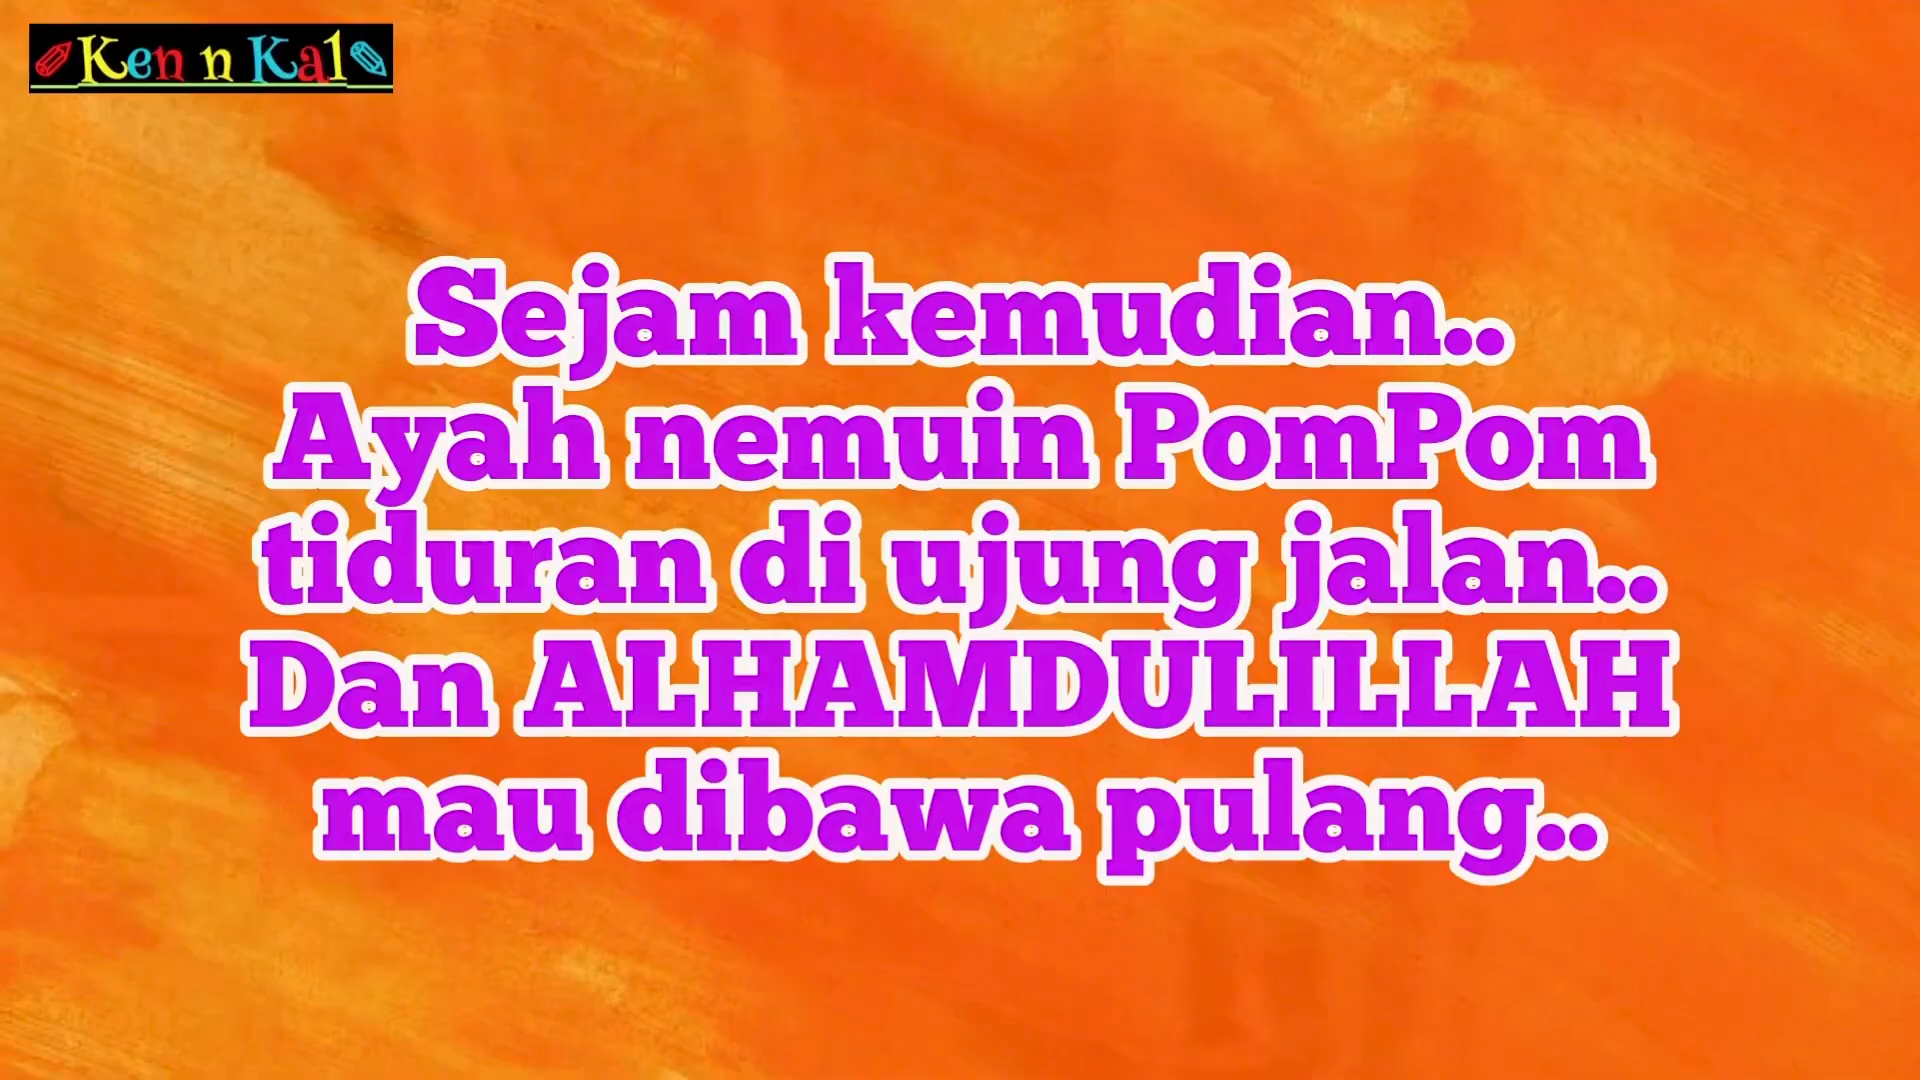 Ken n Kal
Sejam kemudian..
Ayah nemuin PomPom
tiduran di ujung jalan..
Dan ALHAMDULILLAH
mau dibawa pulang..